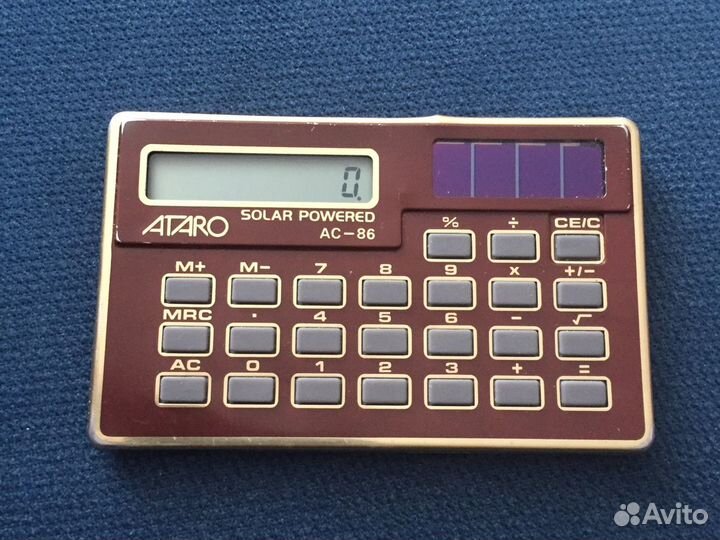 0.
ATARO
SOLAR POWERED
AC-86
% ÷ CE/C
M+ M- 7 8 9 x +/-
MRC . 4 5 6 - √
AC 0 1 2 3 + =
Avito